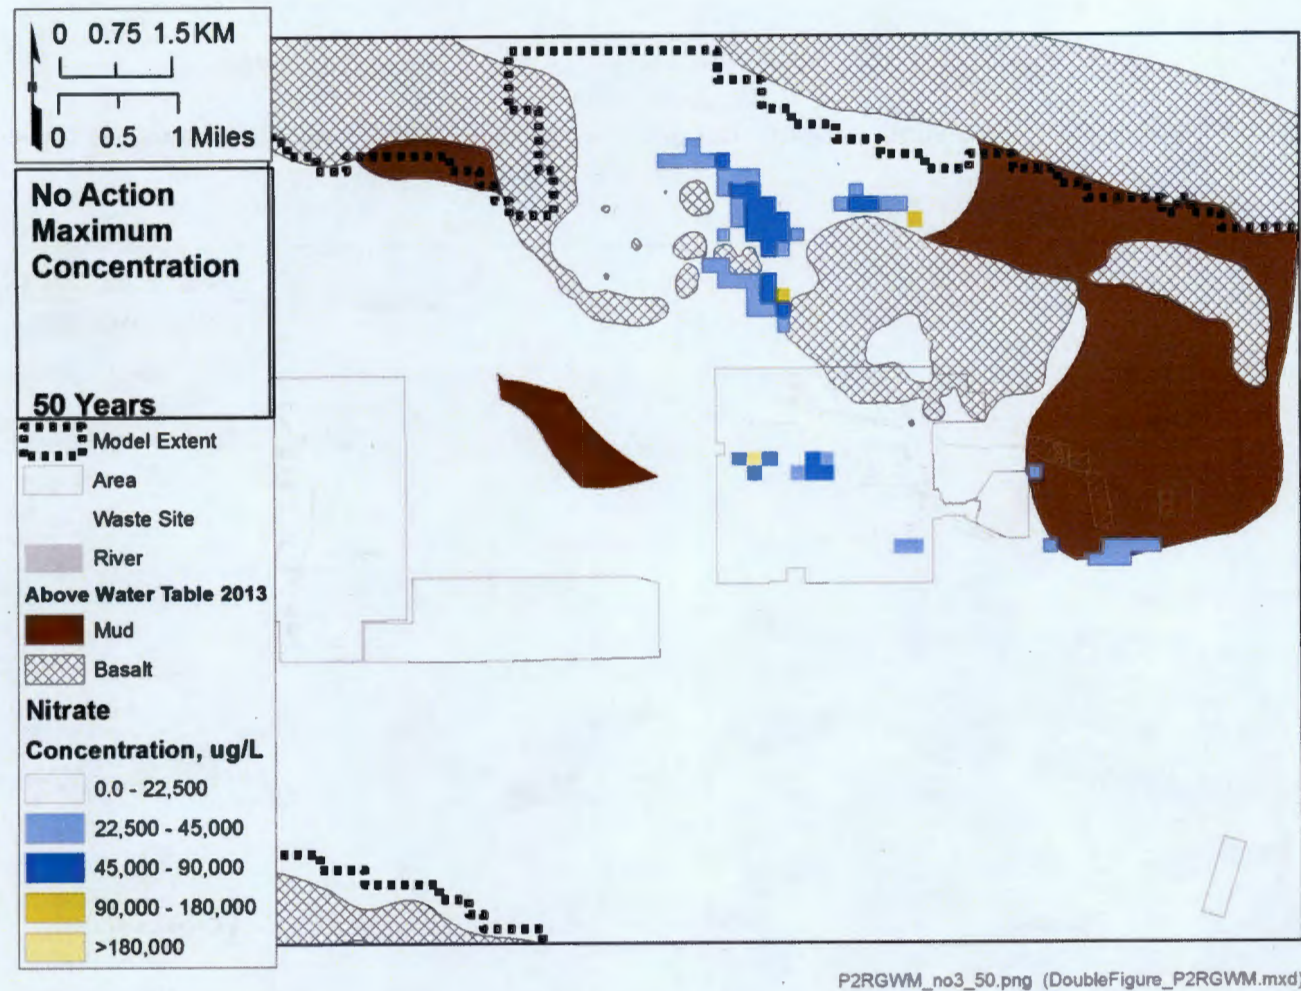 0 0.75 1.5 KM
0 0.5 1 Miles
No Action
Maximum
Concentration
50 Years
Model Extent
Area
Waste Site
River
Above Water Table 2013
Mud
Basalt
Nitrate
Concentration, ug/L
0.0 - 22,500
22,500 - 45,000
45,000 - 90,000
90,000 - 180,000
>180,000
P2RGWM_no3_50.png (DoubleFigure_P2RGWM.mxd)